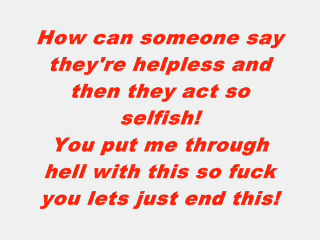 How can someone say
they're helpless and
then they act so
selfish!
You put me through
hell with this so fuck
you lets just end this!